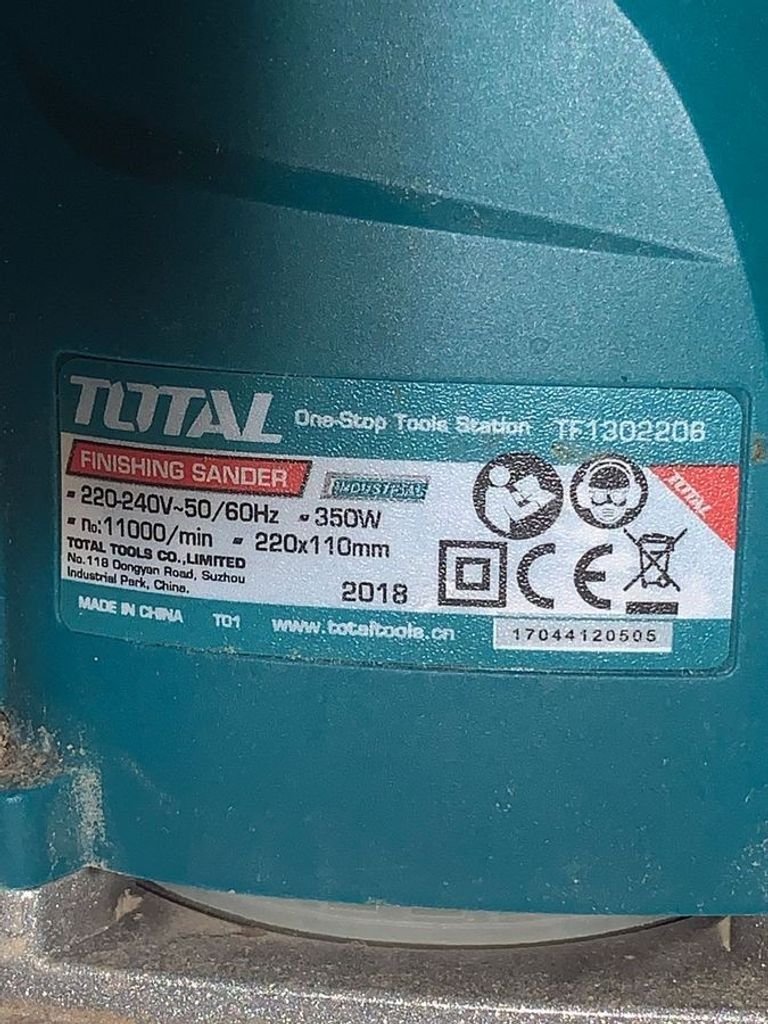 TOTAL One-Stop Tools Station TF1302206
FINISHING SANDER INDUSTRIAL TOTAL
220-240V~50/60Hz 350W
n₀:11000/min 220x110mm
TOTAL TOOLS CO.,LIMITED
No.118 Dongyan Road, Suzhou
Industrial Park, China.
2018
CE
MADE IN CHINA T01 www.totaltools.cn 17044120505